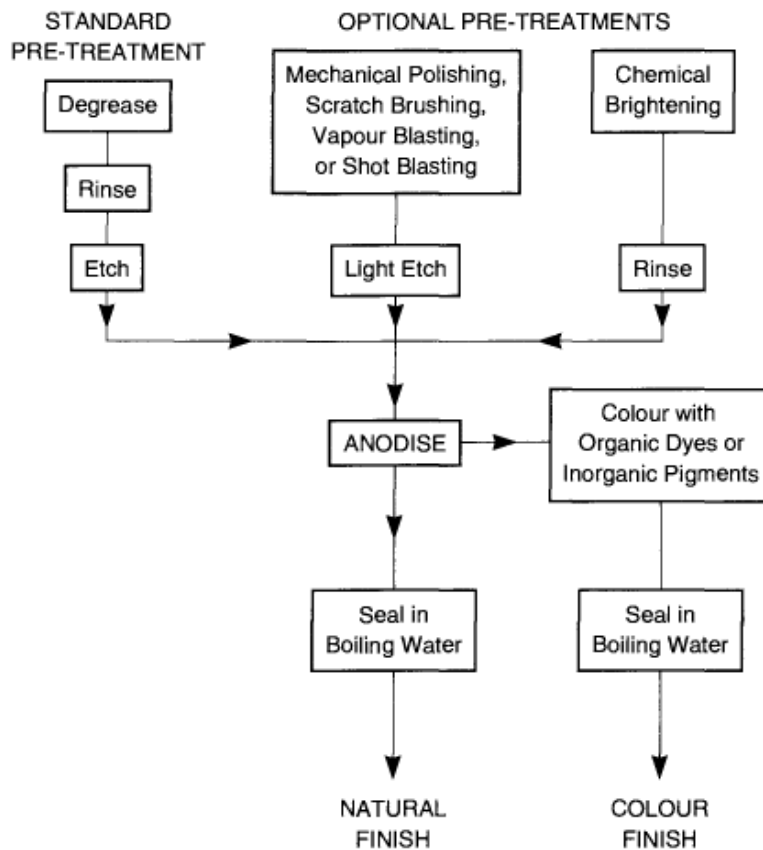 STANDARD
PRE-TREATMENT
OPTIONAL PRE-TREATMENTS
Degrease
Rinse
Etch
Mechanical Polishing,
Scratch Brushing,
Vapour Blasting,
or Shot Blasting
Light Etch
Chemical
Brightening
Rinse
ANODISE
Colour with
Organic Dyes or
Inorganic Pigments
Seal in
Boiling Water
Seal in
Boiling Water
NATURAL
FINISH
COLOUR
FINISH